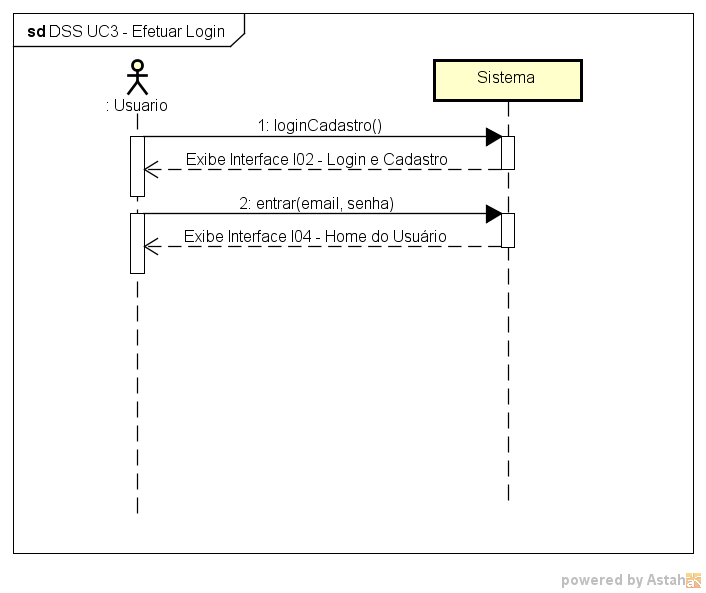 sd DSS UC3 - Efetuar Login
: Usuario
Sistema
1: loginCadastro()
Exibe Interface I02 - Login e Cadastro
2: entrar(email, senha)
Exibe Interface I04 - Home do Usuário
powered by Astah